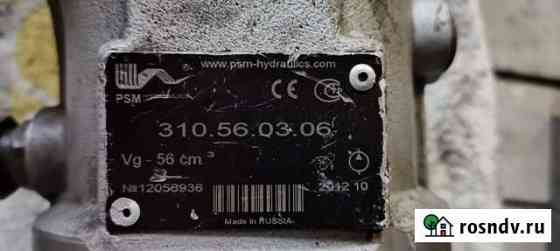 www.psm-hydraulics.com
PSM
CE
310.56.03.06
Vg - 56 cm³
№12056936
2012 10
Made in RUSSIA
rosndv.ru